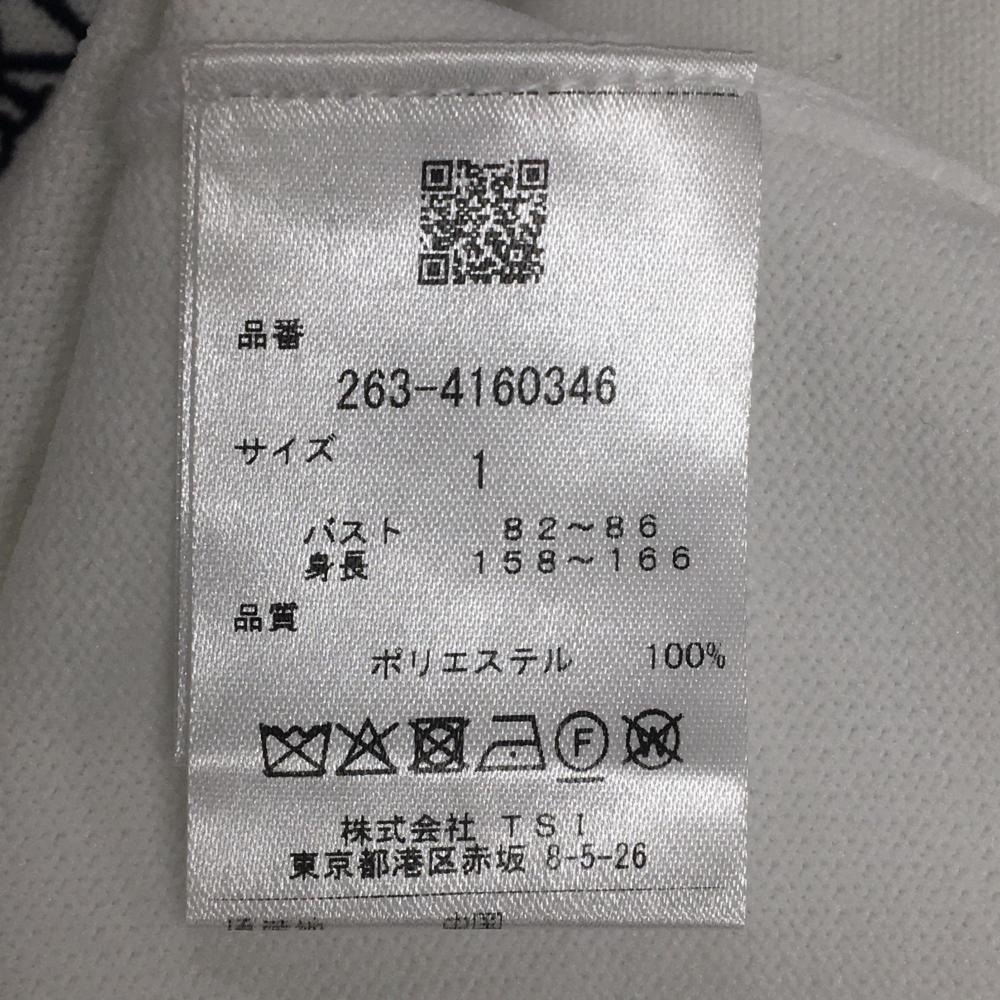 品番
263-4160346
サイズ 1
バスト 82~86
身長 158~166
品質
ポリエステル 100%
F W
株式会社 TSI
東京都港区赤坂 8-5-26